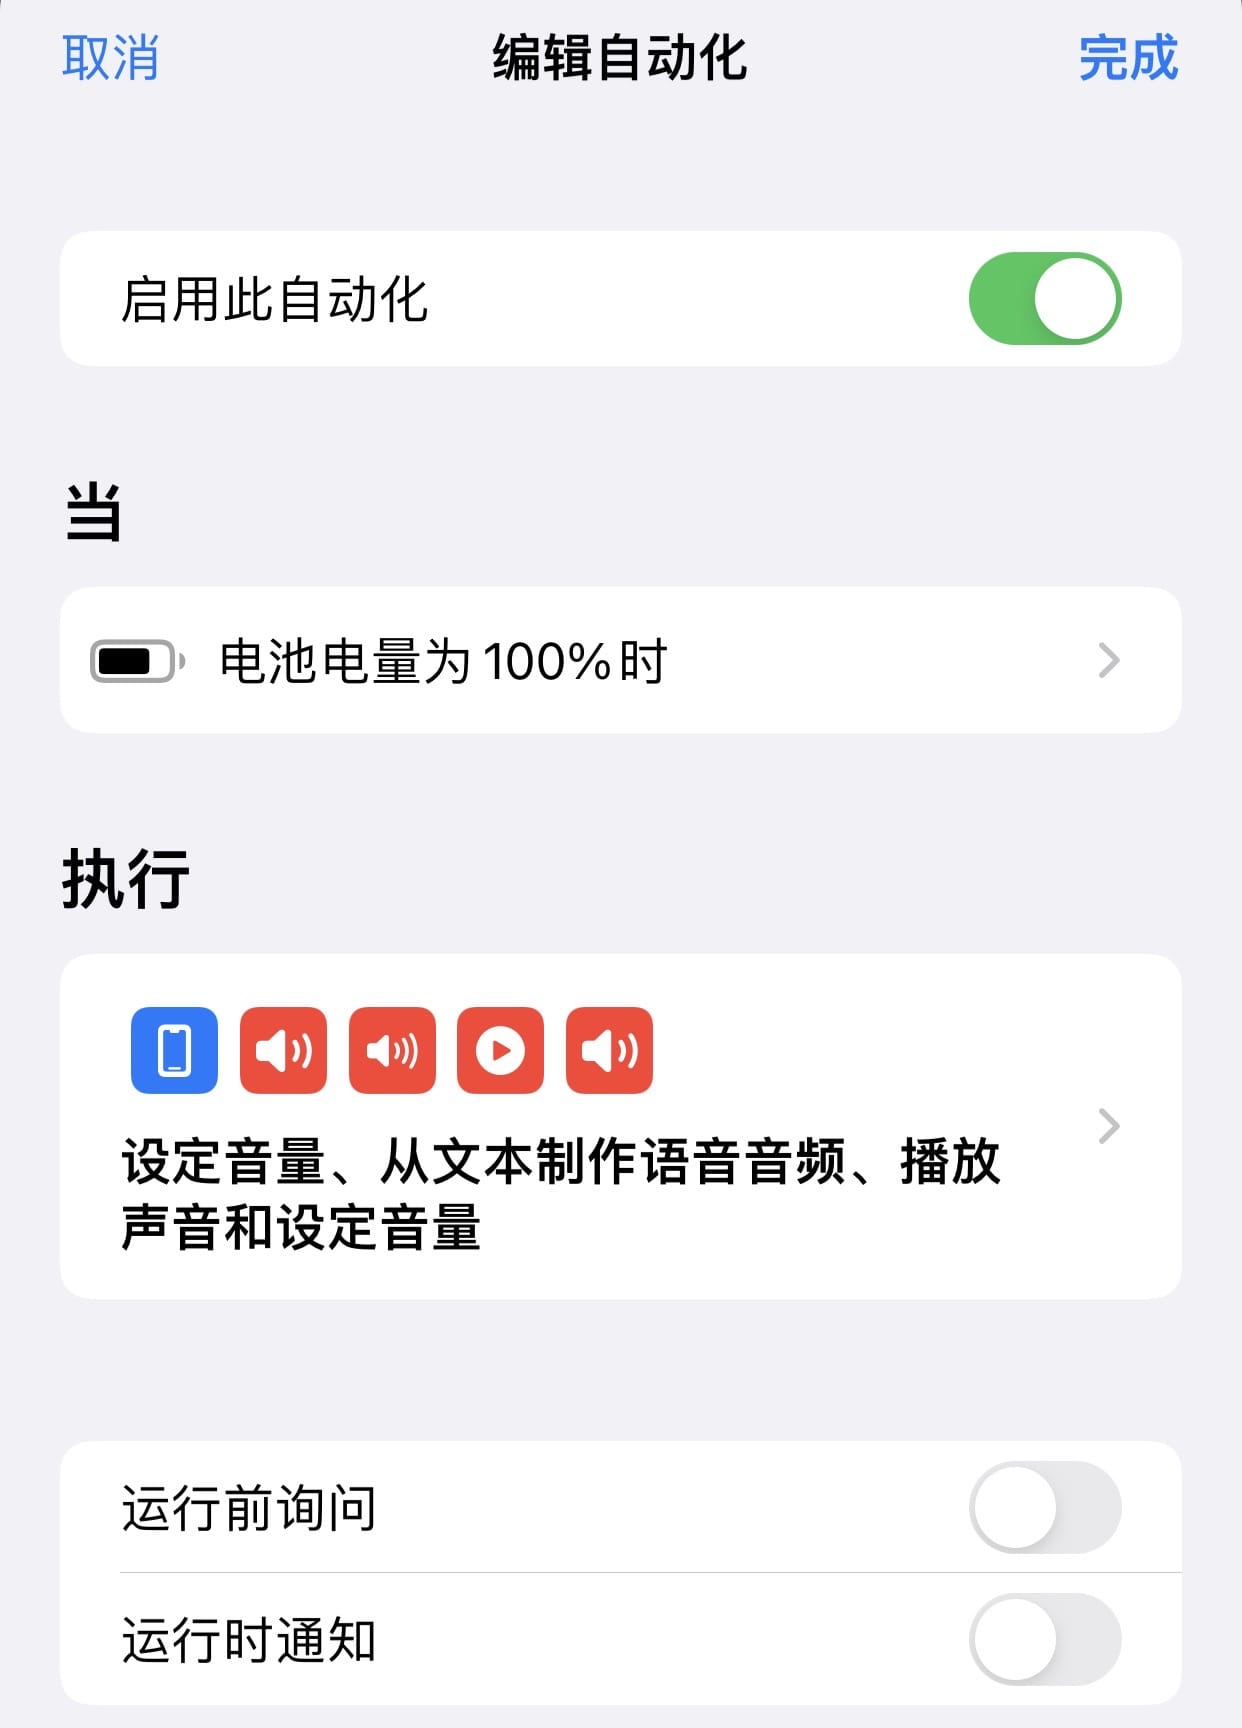 取消 编辑自动化 完成
启用此自动化
当
电池电量为 100% 时
执行
设定音量、从文本制作语音音频、播放
声音和设定音量
运行前询问
运行时通知